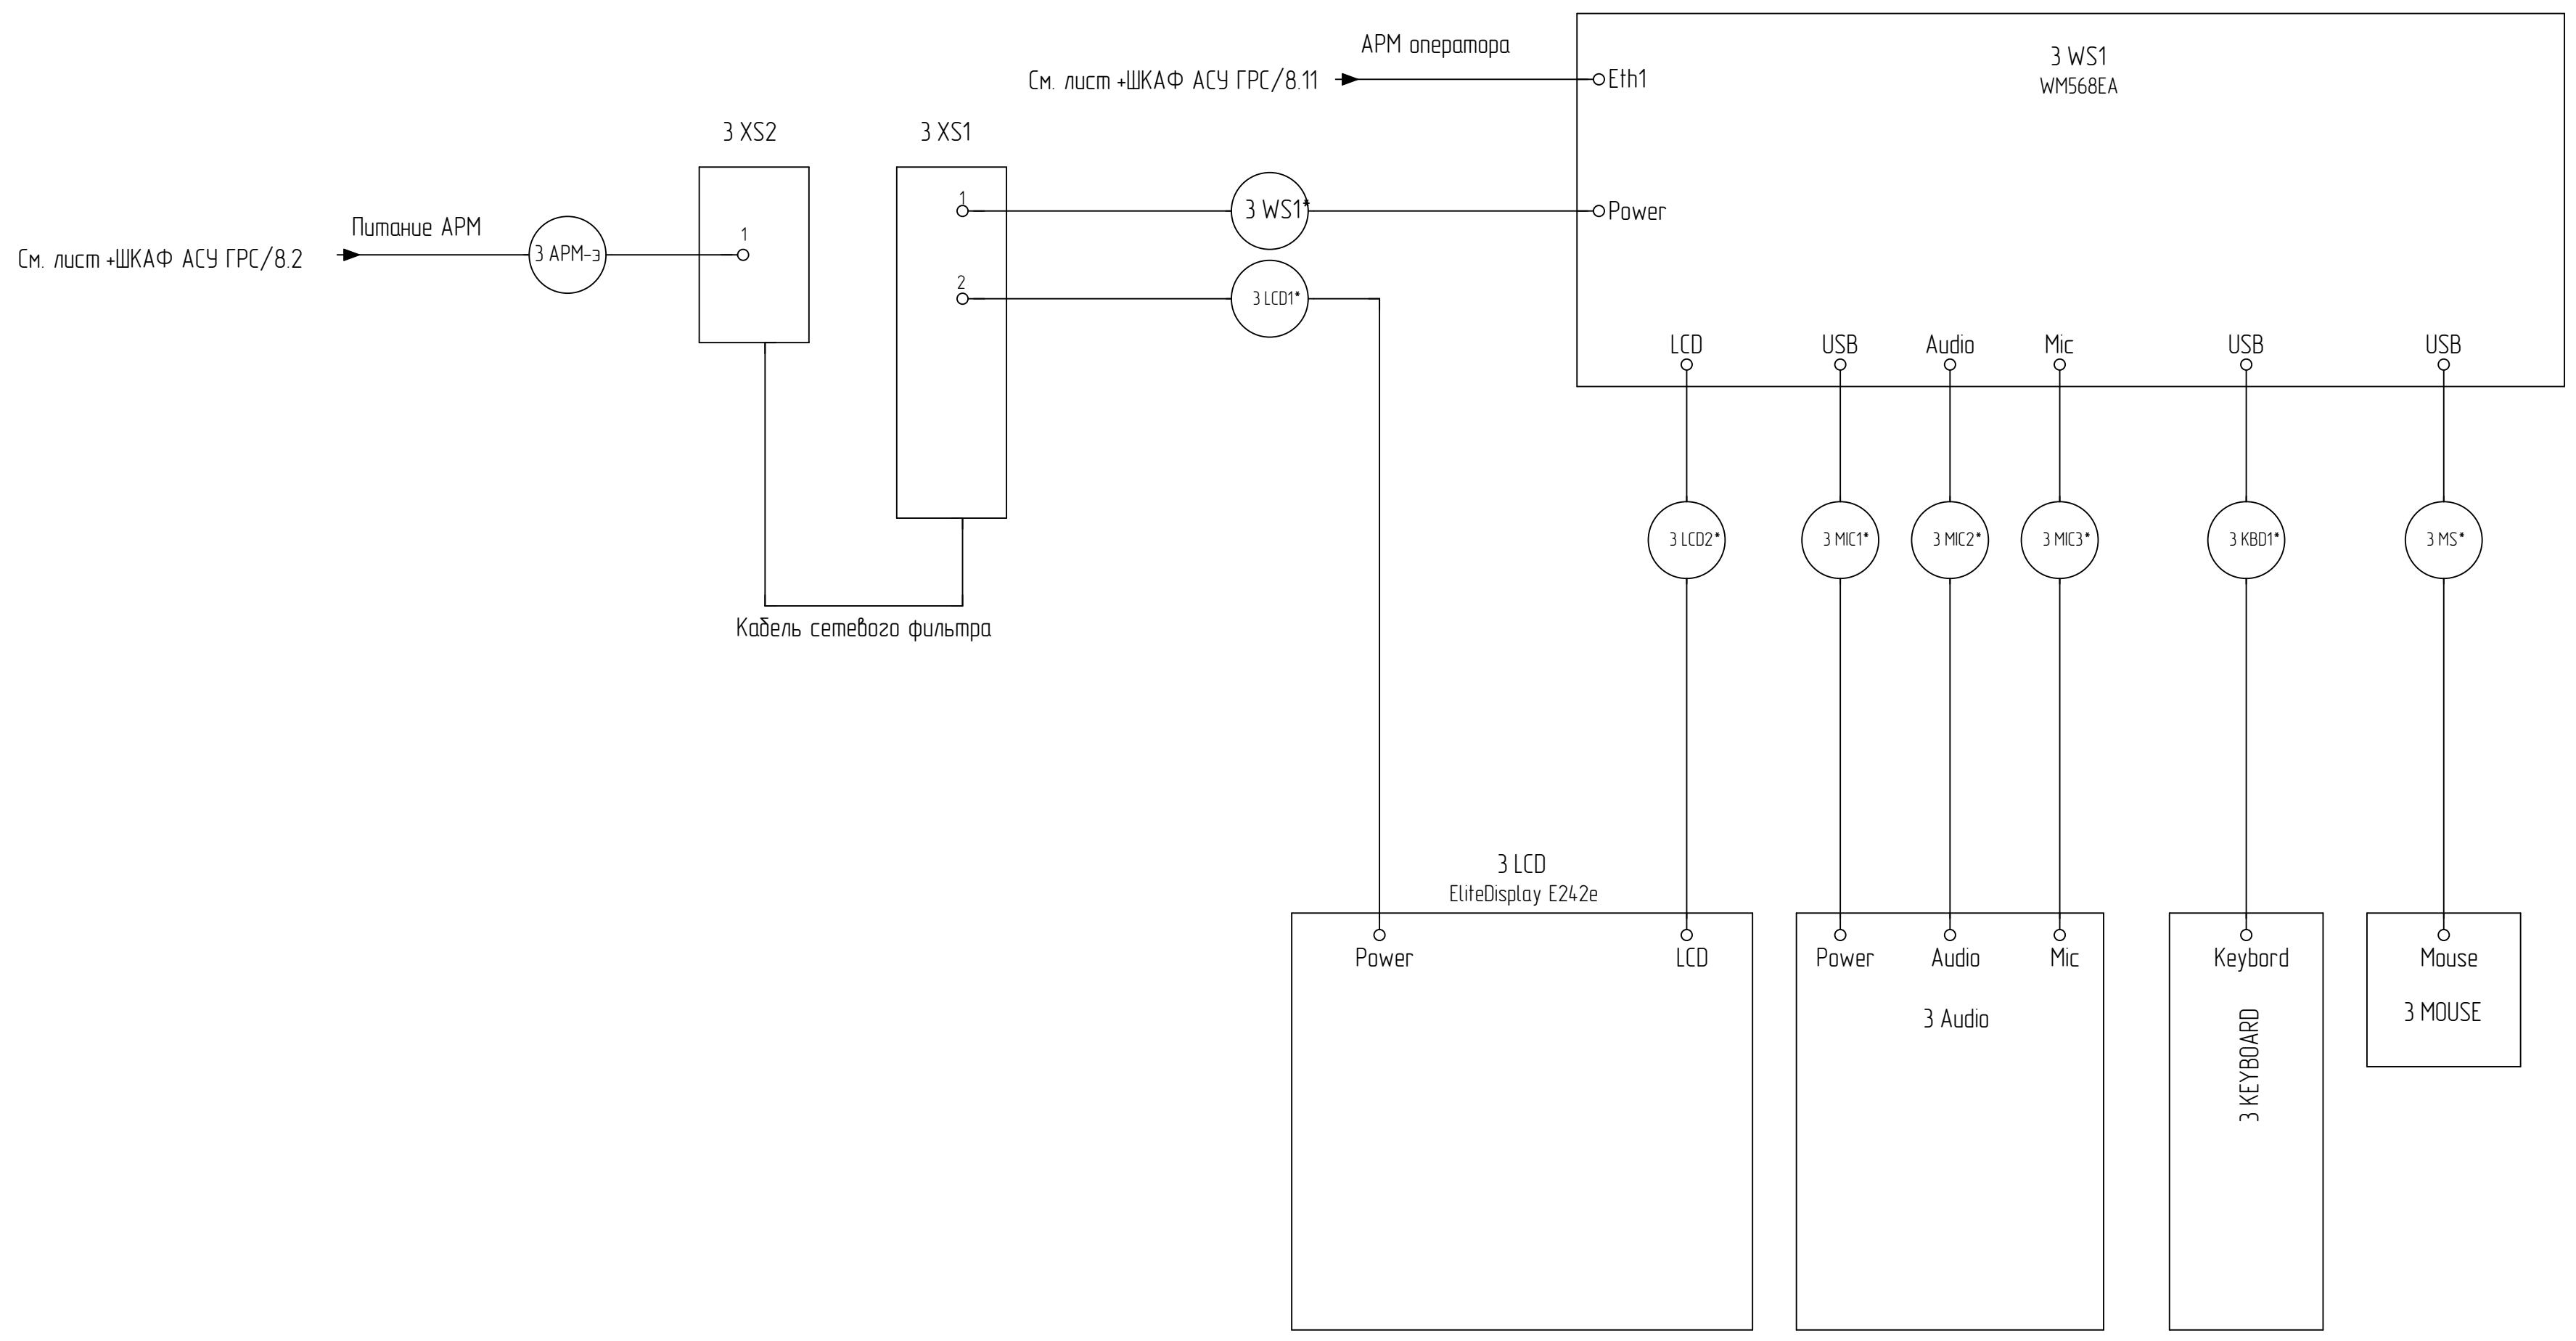 АРМ оператора
См. лист +ШКАФ АСУ ГРС/8.11
Eth1
3 WS1
WM568EA
3 XS2
3 XS1
1
3 WS1*
Power
Питание АРМ
См. лист +ШКАФ АСУ ГРС/8.2
3 АРМ-э
1
2
3 LCD1*
LCD
USB
Audio
Mic
USB
USB
3 LCD2*
3 MIC1*
3 MIC2*
3 MIC3*
3 KBD1*
3 MS*
Кабель сетевого фильтра
3 LCD
EliteDisplay E242e
Power
LCD
Power
Audio
Mic
Keybord
Mouse
3 Audio
3 KEYBOARD
3 MOUSE